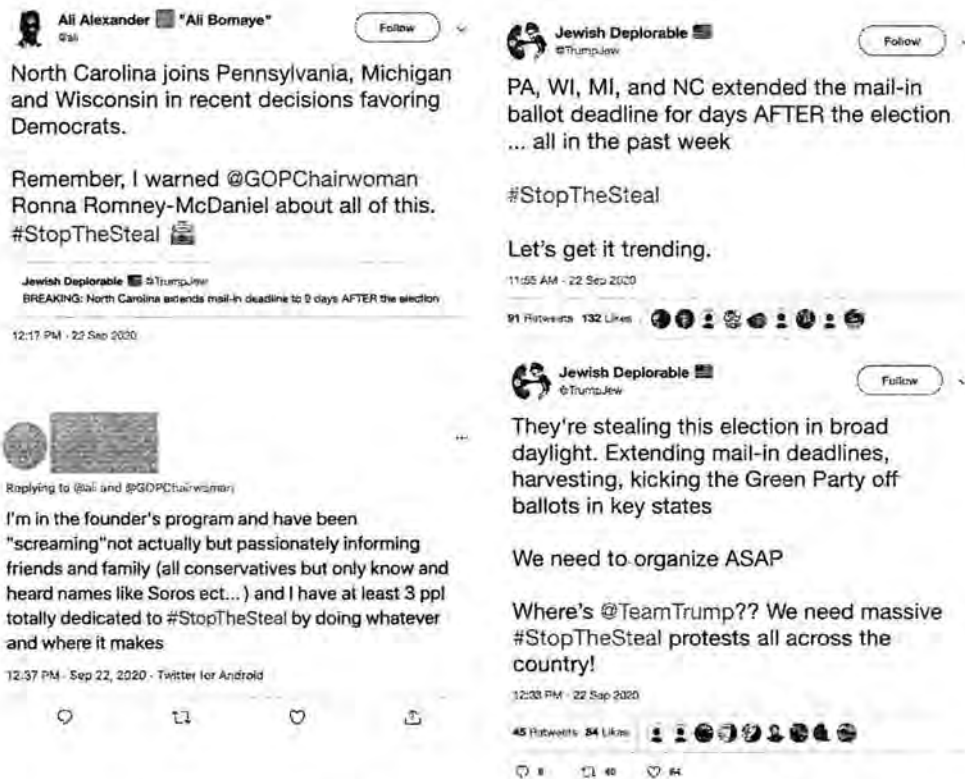 Ali Alexander "Ali Bomaye"
@ali
Follow
North Carolina joins Pennsylvania, Michigan
and Wisconsin in recent decisions favoring
Democrats.
Remember, I warned @GOPChairwoman
Ronna Romney-McDaniel about all of this.
#StopTheSteal
Jewish Deplorable @TrumpJew
BREAKING: North Carolina extends mail-in deadline to 9 days AFTER the election
12:17 PM - 22 Sep 2020
Replying to @ali and @GOPChairwoman
I'm in the founder's program and have been
"screaming"not actually but passionately informing
friends and family (all conservatives but only know and
heard names like Soros ect...) and I have at least 3 ppl
totally dedicated to #StopTheSteal by doing whatever
and where it makes
12:37 PM · Sep 22, 2020 · Twitter for Android
Jewish Deplorable
@TrumpJew
Follow
PA, WI, MI, and NC extended the mail-in
ballot deadline for days AFTER the election
... all in the past week
#StopTheSteal
Let's get it trending.
11:55 AM - 22 Sep 2020
91 Retweets 132 Likes
Jewish Deplorable
@TrumpJew
Follow
They're stealing this election in broad
daylight. Extending mail-in deadlines,
harvesting, kicking the Green Party off
ballots in key states
We need to organize ASAP
Where's @TeamTrump?? We need massive
#StopTheSteal protests all across the
country!
12:33 PM - 22 Sep 2020
45 Retweets 84 Likes